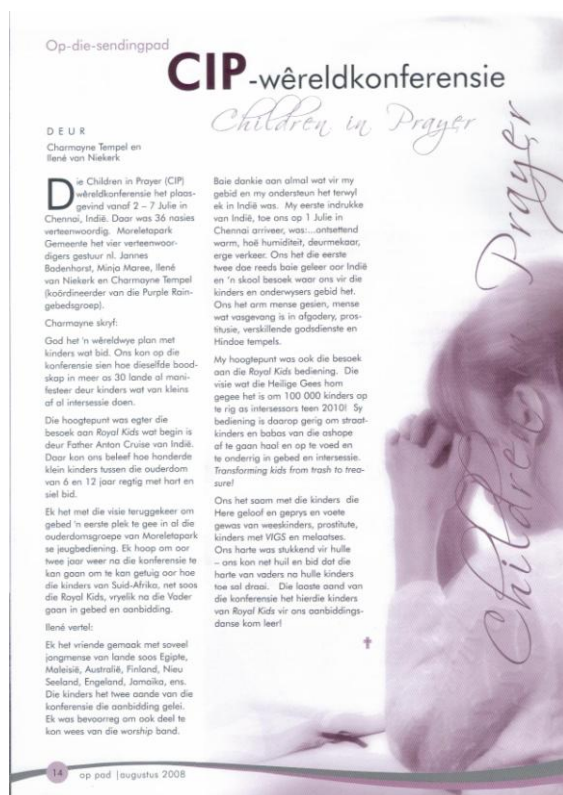 Op-die-sendingpad
CIP-wêreldkonferensie
Children in Prayer
DEUR
Charmayne Tempel en
Ilené van Niekerk
Die Children in Prayer (CIP)
wêreldkonferensie het plaas-
gevind vanaf 2 – 7 Julie in
Chennai, Indië. Daar was 36 nasies
verteenwoordig. Moreletapark
Gemeente het vier verteenwoor-
digers gestuur nl. Jannes
Badenhorst, Minja Maree, Ilené
van Niekerk en Charmayne Tempel
(koördineerder van die Purple Rain-
gebedsgroep).
Charmayne skryf:
God het 'n wêreldwye plan met
kinders wat bid. Ons kon op die
konferensie sien hoe dieselfde bood-
skap in meer as 30 lande al mani-
festeer deur kinders wat van kleins
af al intersessie doen.
Die hoogtepunt was egter die
besoek aan Royal Kids wat begin is
deur Father Anton Cruise van Indië.
Daar kon ons beleef hoe honderde
klein kinders tussen die ouderdom
van 6 en 12 jaar regtig met hart en
siel bid.
Ek het met die visie teruggekeer om
gebed 'n eerste plek te gee in al die
ouderdomsgroepe van Moreletapark
se jeugbediening. Ek hoop om oor
twee jaar weer na die konferensie te
kan gaan om te kan getuig oor hoe
die kinders van Suid-Afrika, net soos
die Royal Kids, vryelik na die Vader
gaan in gebed en aanbidding.
Ilené vertel:
Ek het vriende gemaak met soveel
jongmense van lande soos Egipte,
Maleisië, Australië, Finland, Nieu
Seeland, Engeland, Jamaika, ens.
Die kinders het twee aande van die
konferensie die aanbidding gelei.
Ek was bevoorreg om ook deel te
kon wees van die worship band.
Baie dankie aan almal wat vir my
gebid en my ondersteun het terwyl
ek in Indië was. My eerste indrukke
van Indië, toe ons op 1 Julie in
Chennai arriveer, was:...ontsettend
warm, hoë humiditeit, deurmekaar,
erge verkeer. Ons het die eerste
twee dae reeds baie geleer oor Indië
en 'n skool besoek waar ons vir die
kinders en onderwysers gebid het.
Ons het arm mense gesien, mense
wat vasgevang is in afgodery, pros-
titusie, verskillende godsdienste en
Hindoe tempels.
My hoogtepunt was ook die besoek
aan die Royal Kids bediening. Die
visie wat die Heilige Gees hom
gegee het is om 100 000 kinders op
te rig as intersessors teen 2010! Sy
bediening is daarop gerig om straat-
kinders en babas van die ashope
af te gaan haal en op te voed en
te onderrig in gebed en intersessie.
Transforming kids from trash to trea-
sure!
Ons het saam met die kinders die
Here geloof en geprys en voete
gewas van weeskinders, prostitute,
kinders met VIGS en melaatses.
Ons harte was stukkend vir hulle
– ons kon net huil en bid dat die
harte van vaders na hulle kinders
toe sal draai. Die laaste aand van
die konferensie het hierdie kinders
van Royal Kids vir ons aanbiddings-
danse kom leer!
Children Prayer
14 op pad |augustus 2008